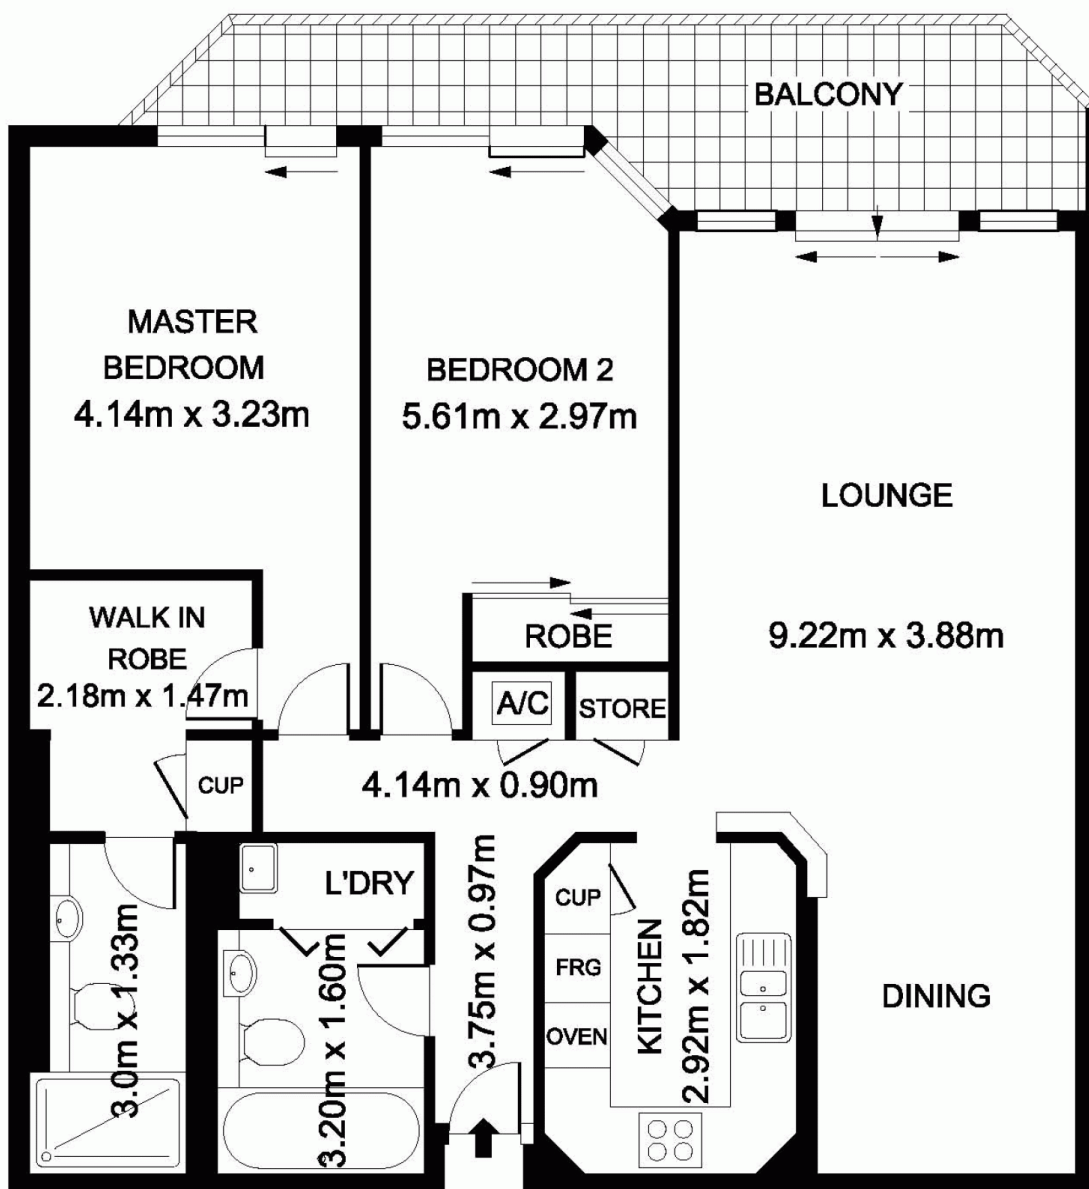 BALCONY
MASTER
BEDROOM
4.14m x 3.23m
BEDROOM 2
5.61m x 2.97m
LOUNGE
9.22m x 3.88m
WALK IN
ROBE
2.18m x 1.47m
ROBE
A/C
STORE
CUP
4.14m x 0.90m
L'DRY
3.75m x 0.97m
CUP
FRG
OVEN
KITCHEN
2.92m x 1.82m
DINING
3.0m x 1.33m
3.20m x 1.60m